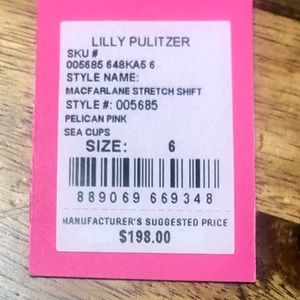 LILLY PULITZER
SKU #
005685 648KA5 6
STYLE NAME:
MACFARLANE STRETCH SHIFT
STYLE #: 005685
PELICAN PINK
SEA CUPS
SIZE: 6
889069 669348
MANUFACTURER'S SUGGESTED PRICE
$198.00